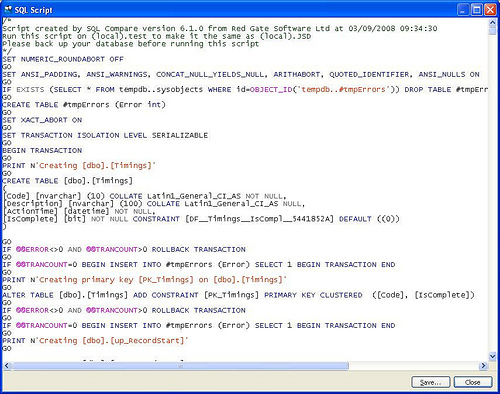 SQL Script
/*
Script created by SQL Compare version 6.1.0 from Red Gate Software Ltd at 03/09/2008 09:34:30
Run this script on (local).test to make it the same as (local).JSD
Please back up your database before running this script
*/
SET NUMERIC_ROUNDABORT OFF
GO
SET ANSI_PADDING, ANSI_WARNINGS, CONCAT_NULL_YIELDS_NULL, ARITHABORT, QUOTED_IDENTIFIER, ANSI_NULLS ON
GO
IF EXISTS (SELECT * FROM tempdb..sysobjects WHERE id=OBJECT_ID('tempdb..#tmpErrors')) DROP TABLE #tmpErr
GO
CREATE TABLE #tmpErrors (Error int)
GO
SET XACT_ABORT ON
GO
SET TRANSACTION ISOLATION LEVEL SERIALIZABLE
GO
BEGIN TRANSACTION
GO
PRINT N'Creating [dbo].[Timings]'
GO
CREATE TABLE [dbo].[Timings]
(
[Code] [nvarchar] (10) COLLATE Latin1_General_CI_AS NOT NULL,
[Description] [nvarchar] (100) COLLATE Latin1_General_CI_AS NULL,
[ActionTime] [datetime] NOT NULL,
[IsComplete] [bit] NOT NULL CONSTRAINT [DF__Timings__IsCompl__5441852A] DEFAULT ((0))
)
GO
IF @@ERROR<>0 AND @@TRANCOUNT>0 ROLLBACK TRANSACTION
GO
IF @@TRANCOUNT=0 BEGIN INSERT INTO #tmpErrors (Error) SELECT 1 BEGIN TRANSACTION END
GO
PRINT N'Creating primary key [PK_Timings] on [dbo].[Timings]'
GO
ALTER TABLE [dbo].[Timings] ADD CONSTRAINT [PK_Timings] PRIMARY KEY CLUSTERED ([Code], [IsComplete])
GO
IF @@ERROR<>0 AND @@TRANCOUNT>0 ROLLBACK TRANSACTION
GO
IF @@TRANCOUNT=0 BEGIN INSERT INTO #tmpErrors (Error) SELECT 1 BEGIN TRANSACTION END
GO
PRINT N'Creating [dbo].[up_RecordStart]'
GO
Save... Close